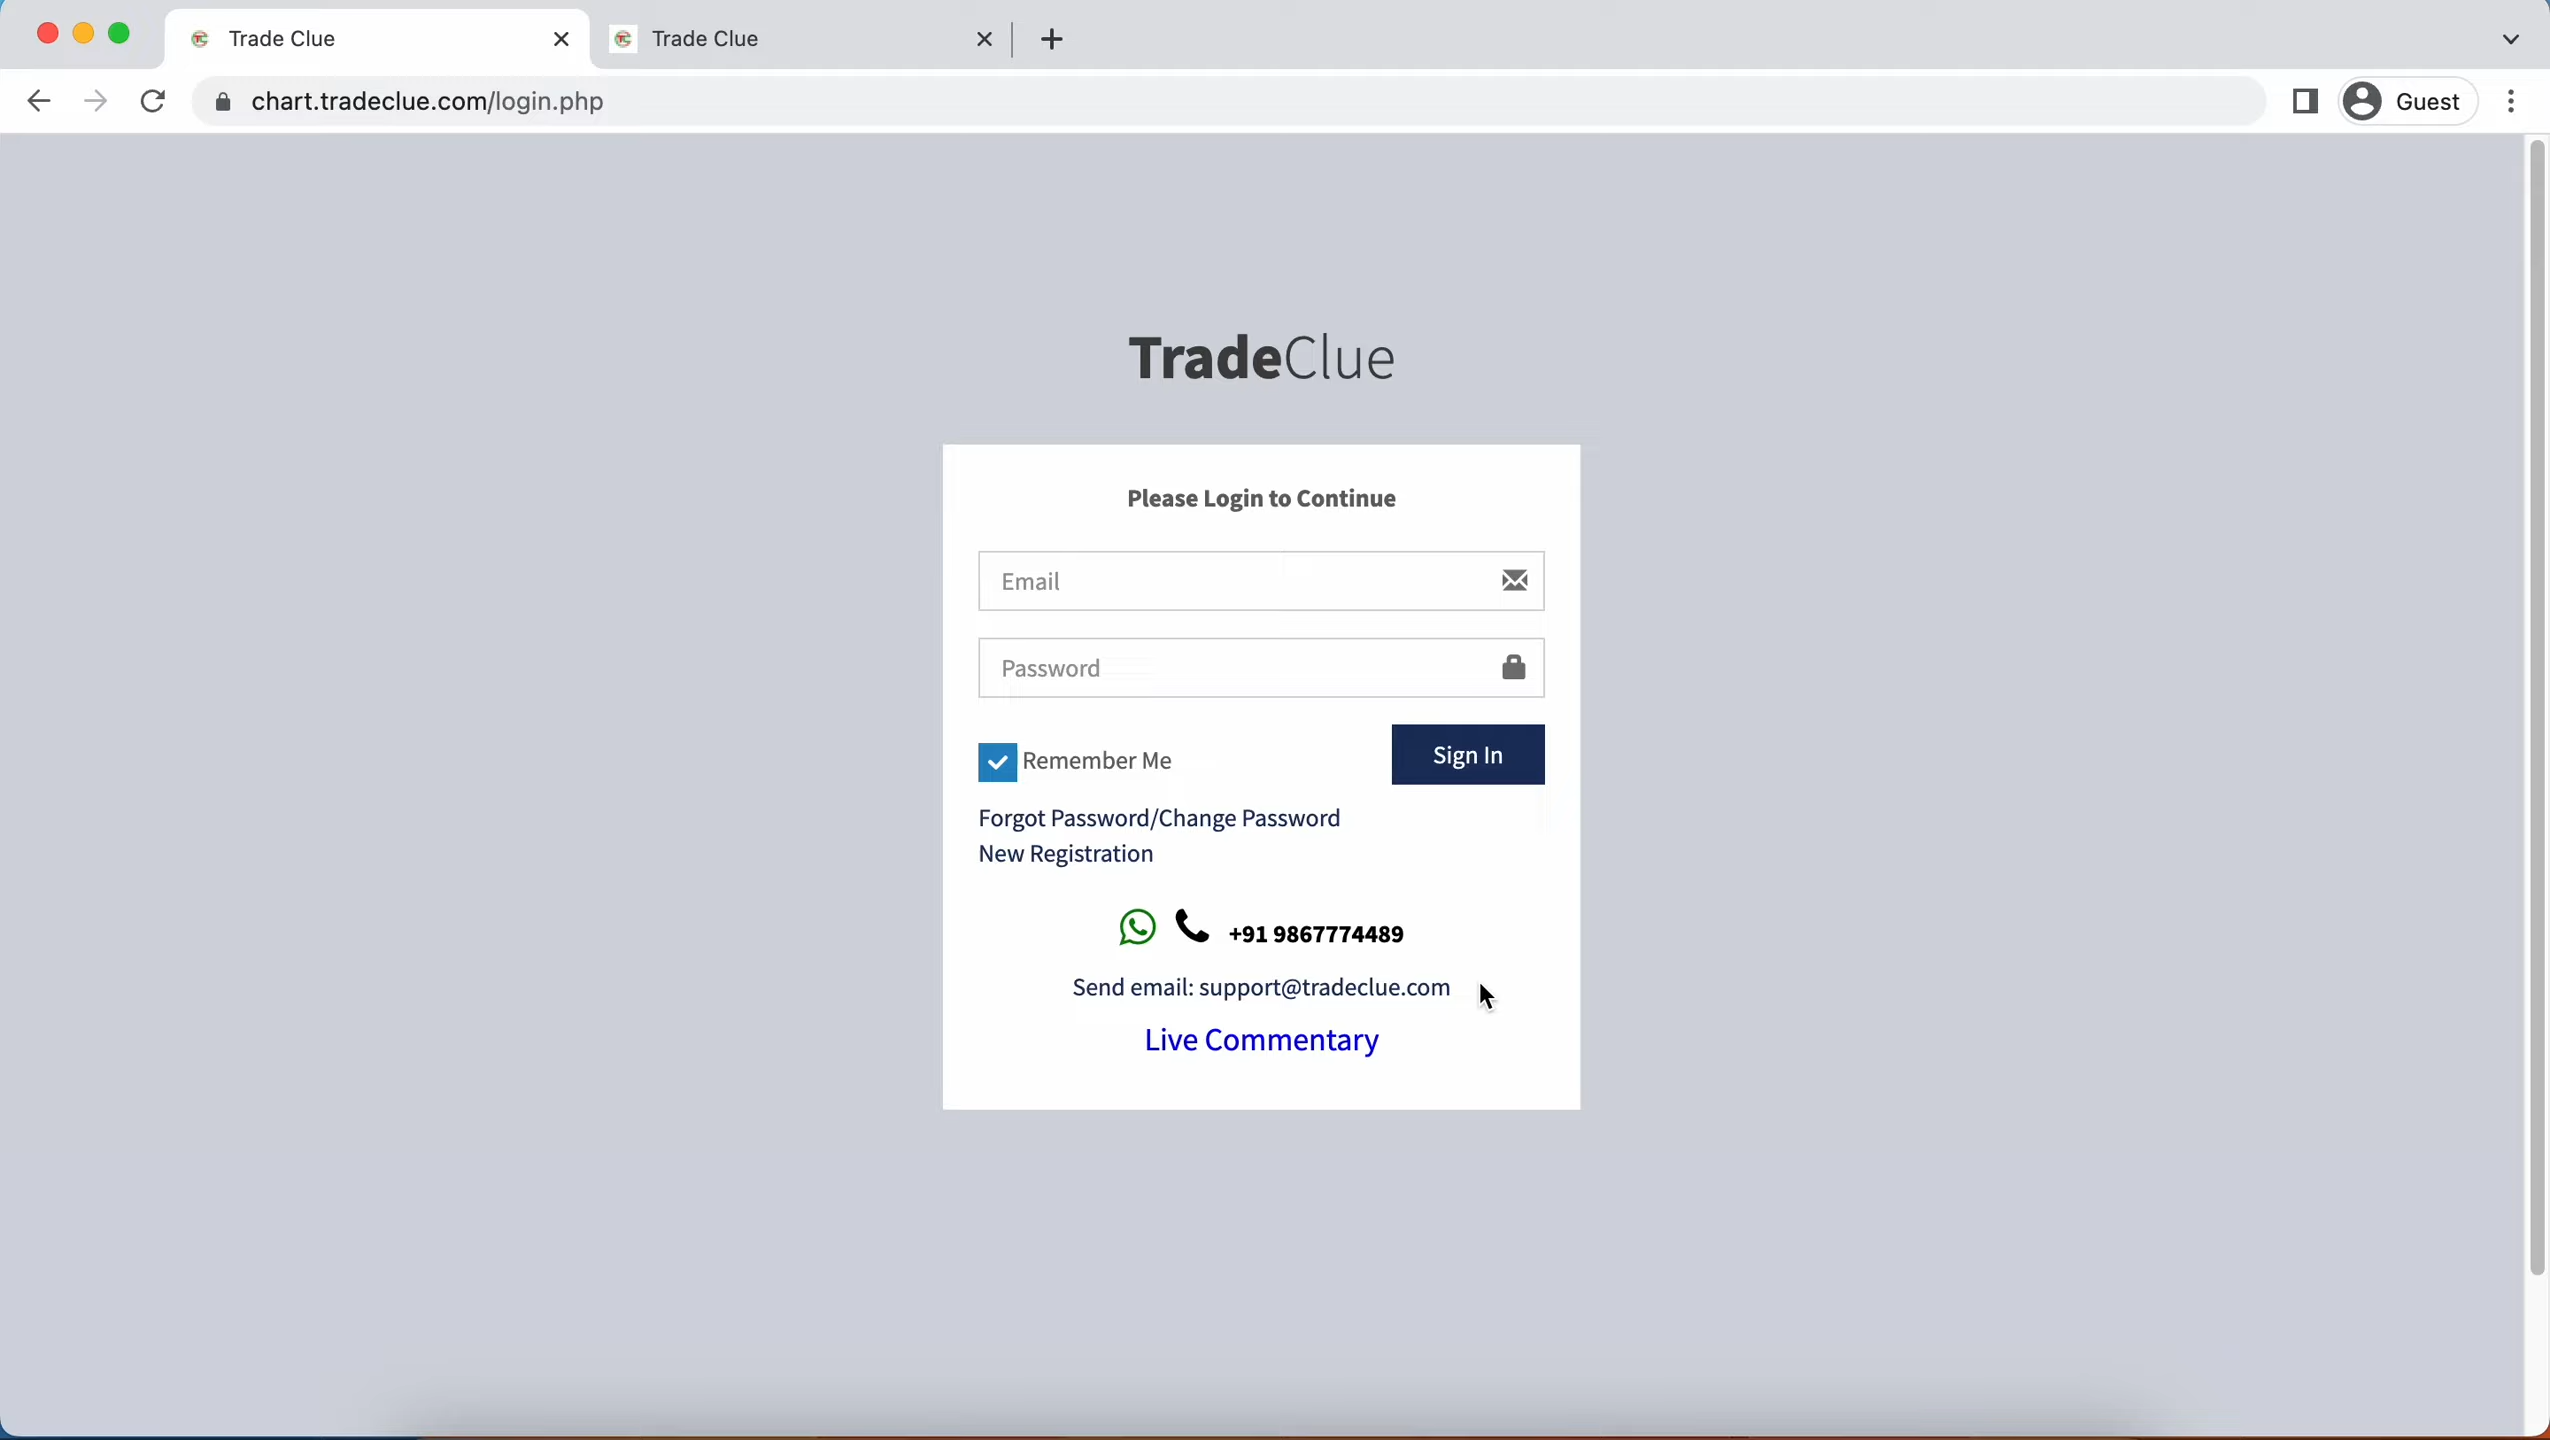 Trade Clue
Trade Clue
chart.tradeclue.com/login.php
Guest
TradeClue
Please Login to Continue
Email
Password
Remember Me
Sign In
Forgot Password/Change Password
New Registration
+91 9867774489
Send email: support@tradeclue.com
Live Commentary